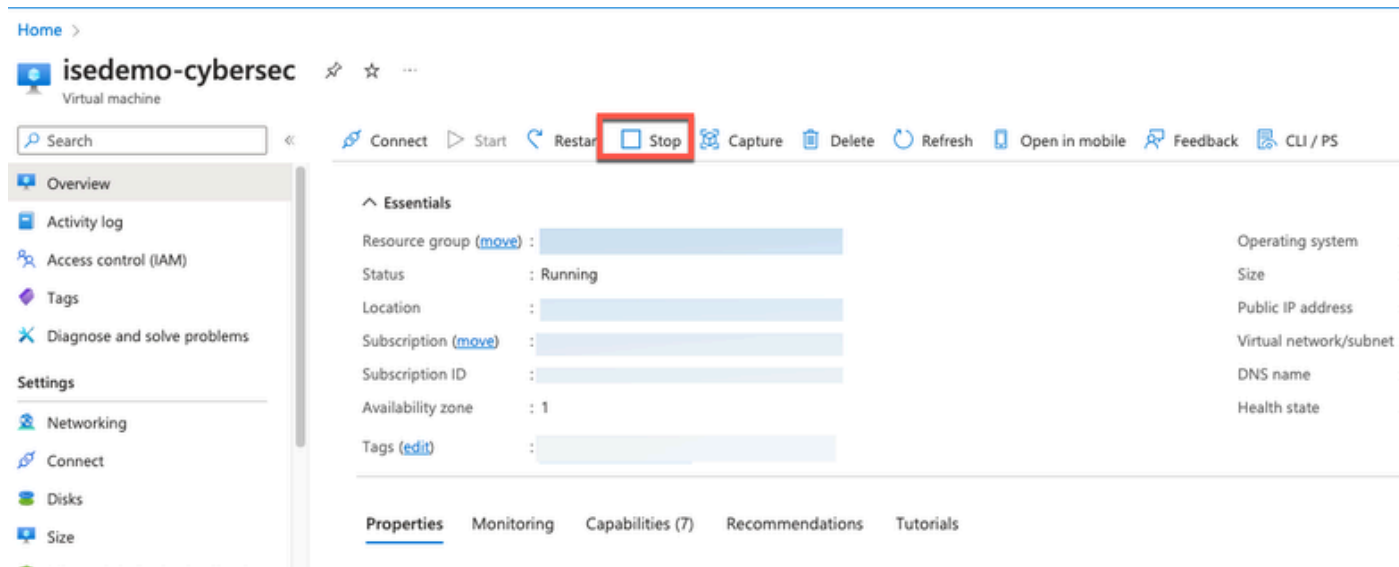 Home >
isedemo-cybersec
Virtual machine
Search
Connect Start Restar Stop Capture Delete Refresh Open in mobile Feedback CLI / PS
Overview
Activity log
Access control (IAM)
Tags
Diagnose and solve problems
Settings
Networking
Connect
Disks
Size
Essentials
Resource group (move) :
Status : Running
Location :
Subscription (move) :
Subscription ID :
Availability zone : 1
Tags (edit) :
Operating system
Size
Public IP address
Virtual network/subnet
DNS name
Health state
Properties Monitoring Capabilities (7) Recommendations Tutorials